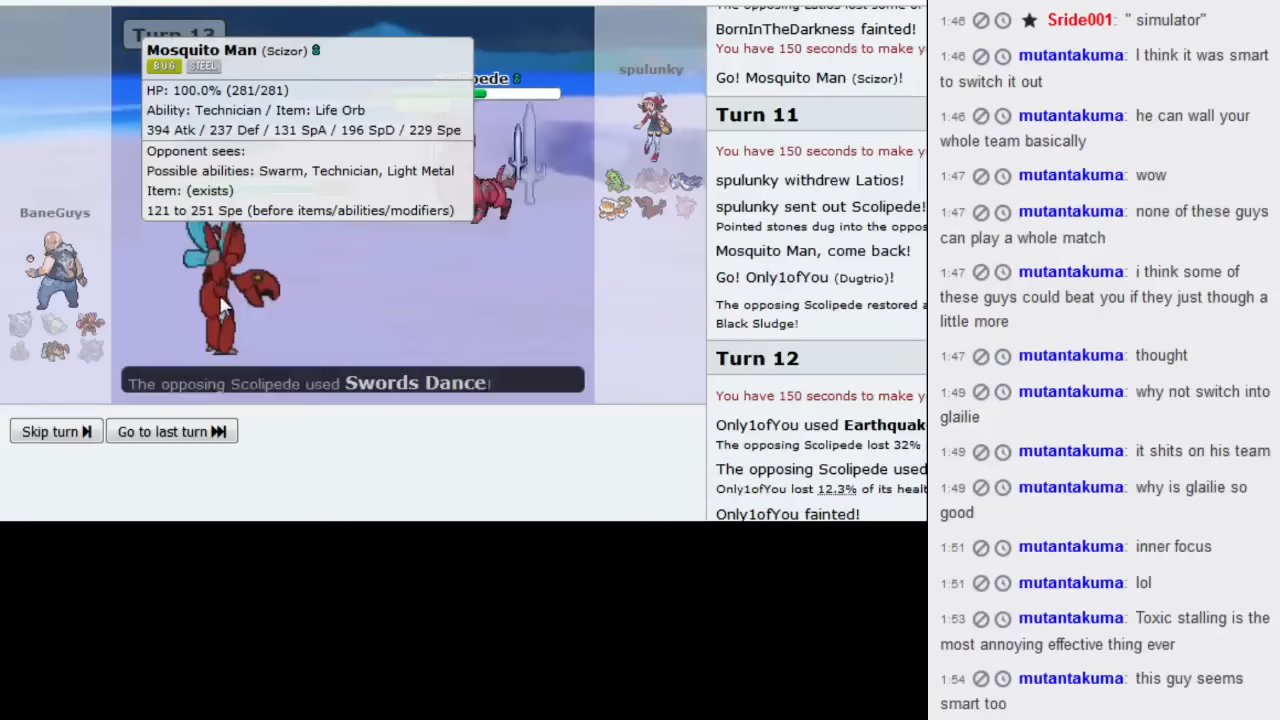 Turn 13
Mosquito Man (Scizor) 8
BUG STEEL
HP: 100.0% (281/281)
Ability: Technician / Item: Life Orb
394 Atk / 237 Def / 131 SpA / 196 SpD / 229 Spe
Opponent sees:
Possible abilities: Swarm, Technician, Light Metal
Item: (exists)
121 to 251 Spe (before items/abilities/modifiers)
pede 8
BaneGuys
spulunky
The opposing Scolipede used Swords Dance!
Skip turn
Go to last turn
The opposing Latios lost some of
BornInTheDarkness fainted!
You have 150 seconds to make y
Go! Mosquito Man (Scizor)!
Turn 11
You have 150 seconds to make y
spulunky withdrew Latios!
spulunky sent out Scolipede!
Pointed stones dug into the oppos
Mosquito Man, come back!
Go! Only1ofYou (Dugtrio)!
The opposing Scolipede restored a
Black Sludge!
Turn 12
You have 150 seconds to make y
Only1ofYou used Earthquak
The opposing Scolipede lost 32%
The opposing Scolipede used
Only1ofYou lost 12.3% of its heal
Only1ofYou fainted!
1:46 Sride001: " simulator"
1:46 mutantakuma: I think it was smart
to switch it out
1:46 mutantakuma: he can wall your
whole team basically
1:47 mutantakuma: wow
1:47 mutantakuma: none of these guys
can play a whole match
1:47 mutantakuma: i think some of
these guys could beat you if they just though a
little more
1:47 mutantakuma: thought
1:49 mutantakuma: why not switch into
glailie
1:49 mutantakuma: it shits on his team
1:49 mutantakuma: why is glailie so
good
1:51 mutantakuma: inner focus
1:51 mutantakuma: lol
1:53 mutantakuma: Toxic stalling is the
most annoying effective thing ever
1:54 mutantakuma: this guy seems
smart too